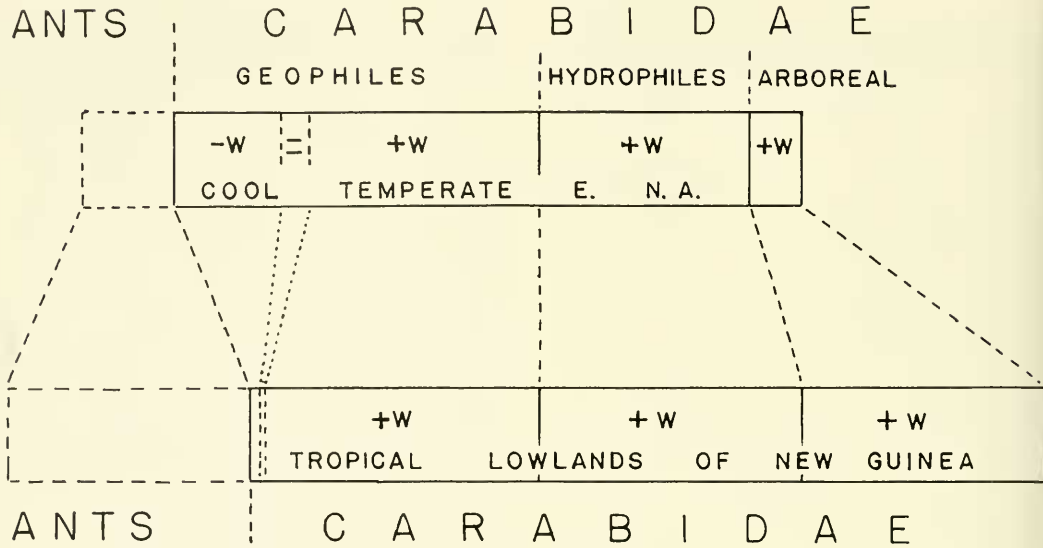 ANTS CARABIDAE
GEOPHILES HYDROPHILES ARBOREAL
-W = +W +W +W
COOL TEMPERATE E. N.A.
+W +W +W
TROPICAL LOWLANDS OF NEW GUINEA
ANTS CARABIDAE